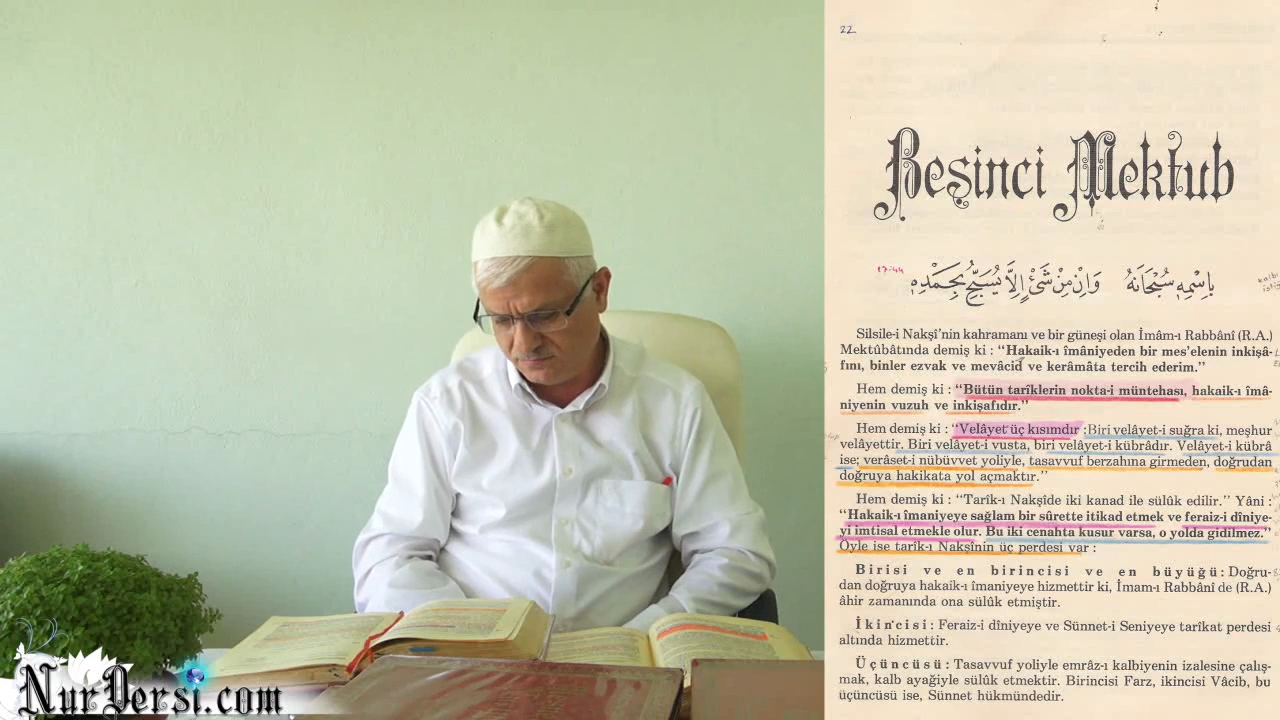 22
Beşinci Mektub
17-44
بِاسْمِهِ سُبْحَانَهُ وَاِنْ مِنْ شَىْءٍ اِلَّا يُسَبِّحُ بِحَمْدِهِ
Silsile-i Nakşî'nin kahramanı ve bir güneşi olan İmâm-ı Rabbânî (R.A.)
Mektûbâtında demiş ki : "Hakaik-ı îmâniyeden bir mes'elenin inkişâ-
fını, binler ezvak ve mevâcid ve kerâmâta tercih ederim."
Hem demiş ki : "Bütün tarîklerin nokta-i müntehası, hakaik-ı îmâ-
niyenin vuzuh ve inkişafıdır."
Hem demiş ki : "Velâyet üç kısımdır : Biri velâyet-i suğra ki, meşhur
velâyettir. Biri velâyet-i vusta, biri velâyet-i kübrâdır. Velâyet-i kübrâ
ise; verâset-i nübüvvet yoliyle, tasavvuf berzahına girmeden, doğrudan
doğruya hakikata yol açmaktır."
Hem demiş ki : "Tarîk-ı Nakşîde iki kanad ile sülûk edilir." Yâni :
"Hakaik-ı îmaniyeye sağlam bir sûrette itikad etmek ve feraiz-i dîniye-
yi imtisal etmekle olur. Bu iki cenahta kusur varsa, o yolda gidilmez."
Öyle ise tarîk-ı Nakşînin üç perdesi var :
Birisi ve en birincisi ve en büyüğü : Doğru-
dan doğruya hakaik-ı îmaniyeye hizmettir ki, İmam-ı Rabbânî de (R.A.)
âhir zamanında ona sülûk etmiştir.
İkincisi : Feraiz-i dîniyeye ve Sünnet-i Seniyeye tarîkat perdesi
altında hizmettir.
Üçüncüsü : Tasavvuf yoliyle emrâz-ı kalbiyenin izalesine çalış-
mak, kalb ayağiyle sülûk etmektir. Birincisi Farz, ikincisi Vâcib, bu
üçüncüsü ise, Sünnet hükmündedir.
NurDersi.com